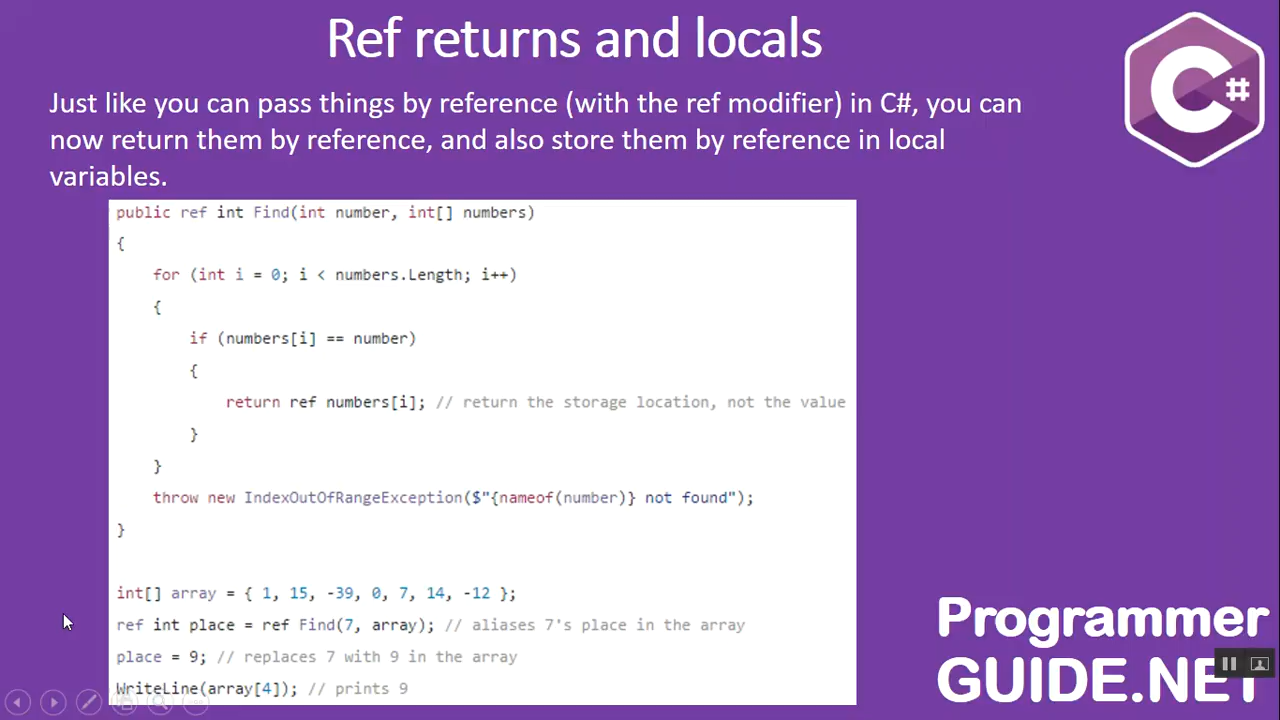 Ref returns and locals
C#
Just like you can pass things by reference (with the ref modifier) in C#, you can
now return them by reference, and also store them by reference in local
variables.
public ref int Find(int number, int[] numbers)
{
    for (int i = 0; i < numbers.Length; i++)
    {
        if (numbers[i] == number)
        {
            return ref numbers[i]; // return the storage location, not the value
        }
    }
    throw new IndexOutOfRangeException($"{nameof(number)} not found");
}
int[] array = { 1, 15, -39, 0, 7, 14, -12 };
ref int place = ref Find(7, array); // aliases 7's place in the array
place = 9; // replaces 7 with 9 in the array
WriteLine(array[4]); // prints 9
Programmer
GUIDE.NET